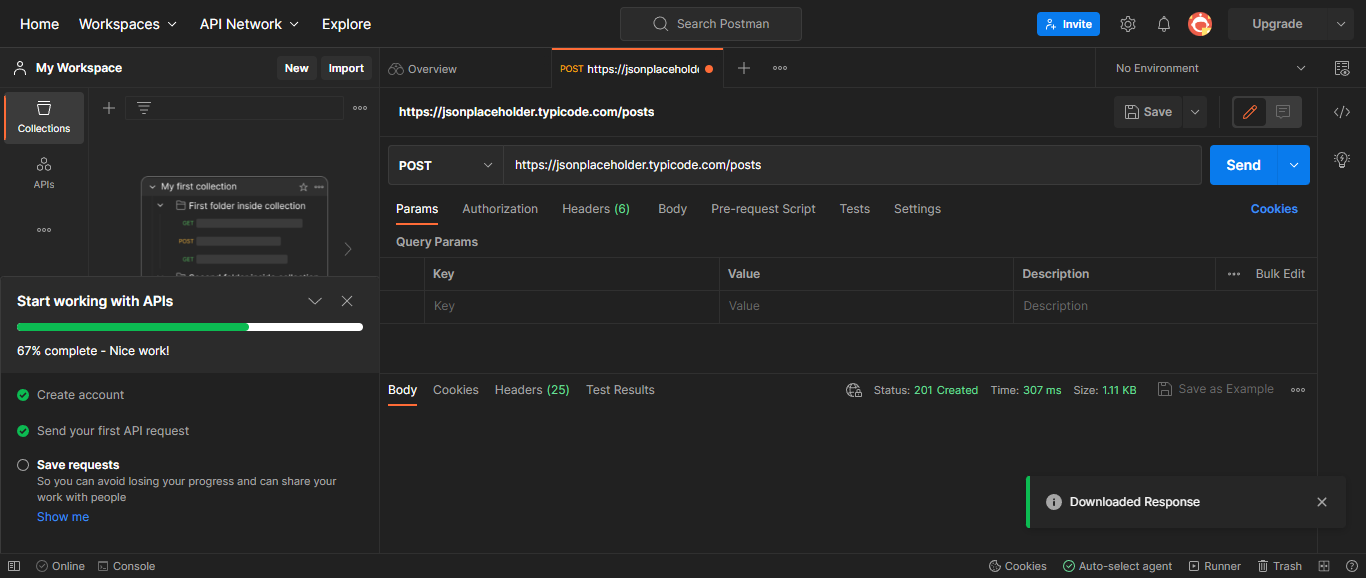 Home Workspaces API Network Explore Search Postman Invite Upgrade
My Workspace New Import Overview POST https://jsonplaceholde No Environment
Collections
APIs
My first collection
First folder inside collection
GET
POST
GET
https://jsonplaceholder.typicode.com/posts Save
POST https://jsonplaceholder.typicode.com/posts Send
Params Authorization Headers (6) Body Pre-request Script Tests Settings Cookies
Query Params
Key Value Description Bulk Edit
Key Value Description
Start working with APIs
67% complete - Nice work!
Create account
Send your first API request
Save requests
So you can avoid losing your progress and can share your
work with people
Show me
Body Cookies Headers (25) Test Results Status: 201 Created Time: 307 ms Size: 1.11 KB Save as Example
Downloaded Response
Online Console Cookies Auto-select agent Runner Trash